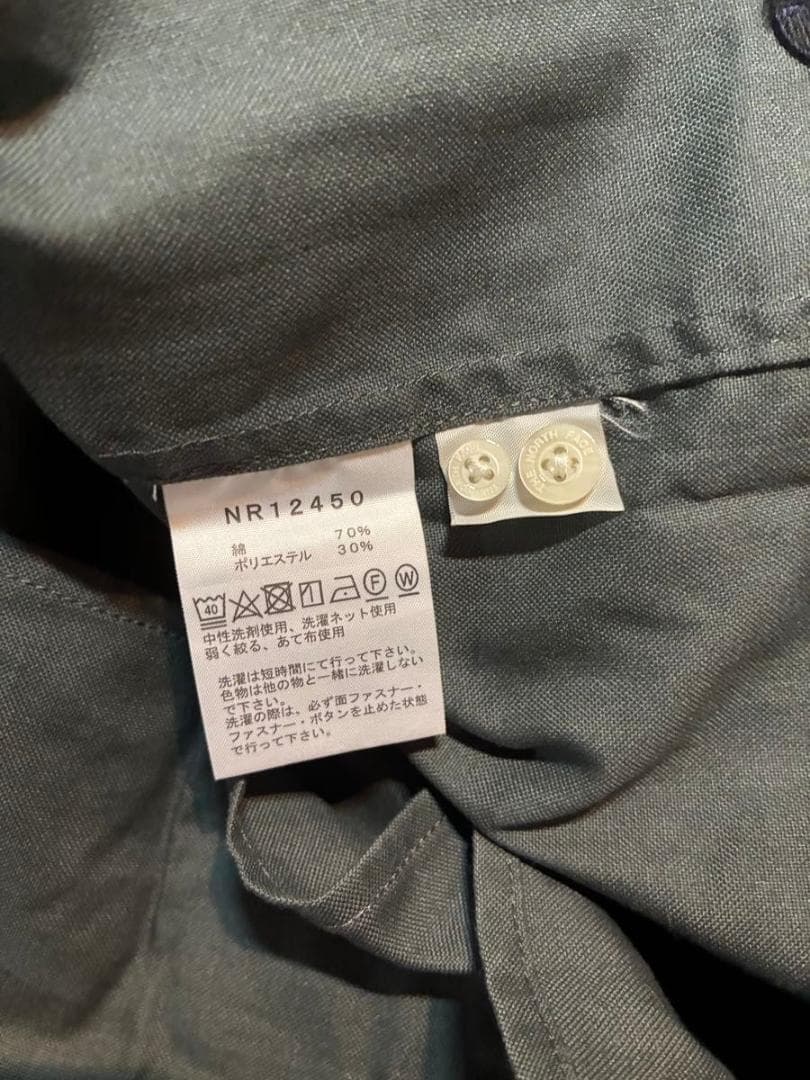 NR12450
綿 70%
ポリエステル 30%
40 F W
中性洗剤使用、洗濯ネット使用
弱く絞る、あて布使用
洗濯は短時間にて行って下さい。
色物は他の物と一緒に洗濯しない
で下さい。
洗濯の際は、必ず面ファスナー・
ファスナー・ボタンを止めた状態
で行って下さい。
THE NORTH FACE